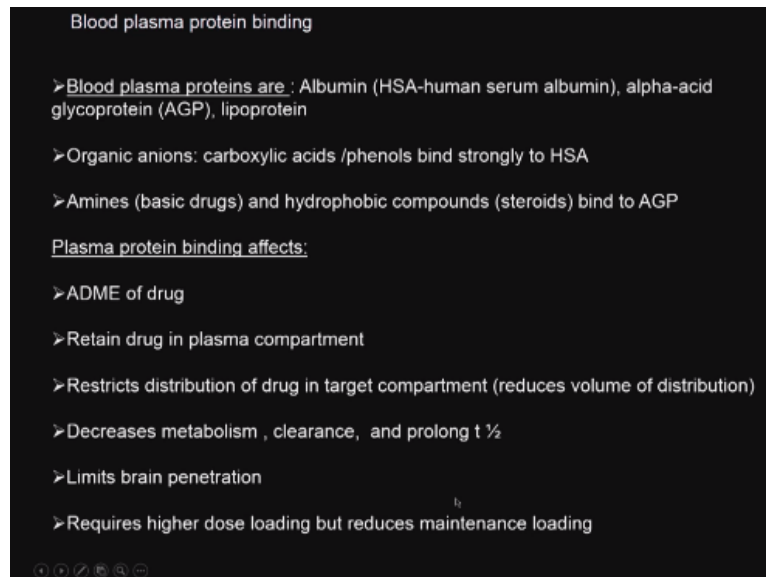 Blood plasma protein binding
➢Blood plasma proteins are : Albumin (HSA-human serum albumin), alpha-acid
glycoprotein (AGP), lipoprotein
➢Organic anions: carboxylic acids /phenols bind strongly to HSA
➢Amines (basic drugs) and hydrophobic compounds (steroids) bind to AGP
Plasma protein binding affects:
➢ADME of drug
➢Retain drug in plasma compartment
➢Restricts distribution of drug in target compartment (reduces volume of distribution)
➢Decreases metabolism , clearance, and prolong t ½
➢Limits brain penetration
➢Requires higher dose loading but reduces maintenance loading